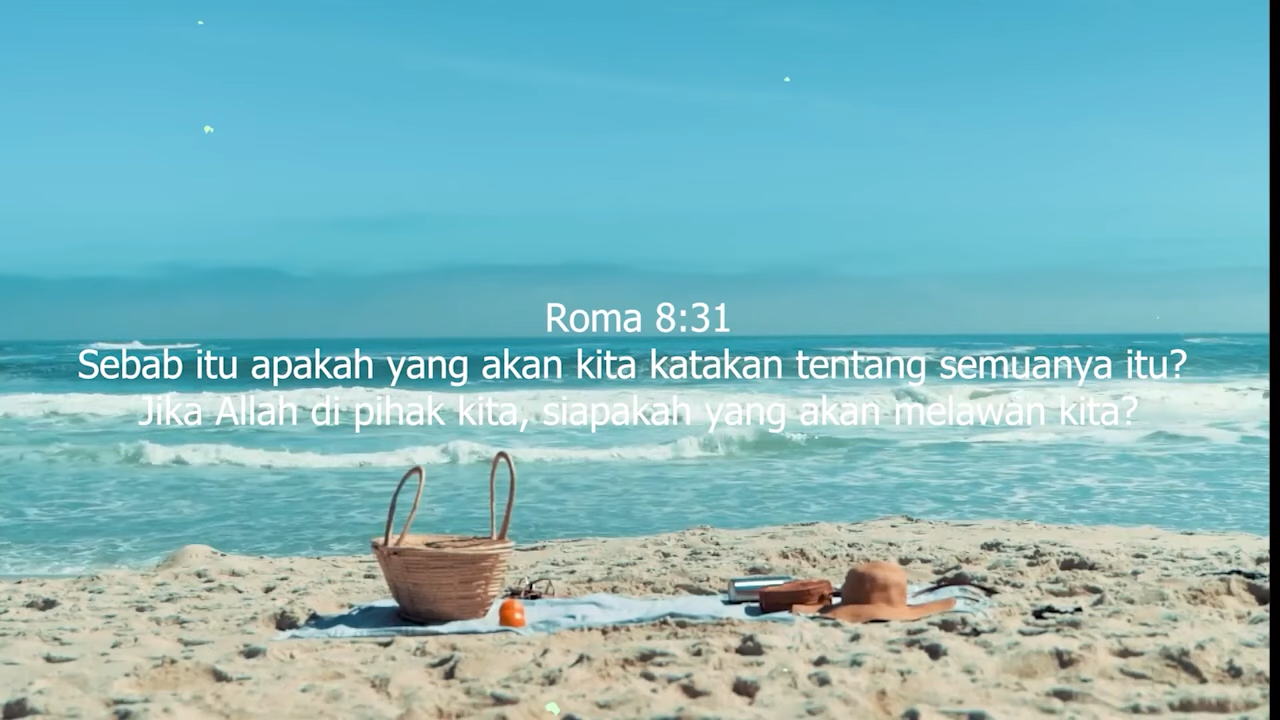 Roma 8:31
Sebab itu apakah yang akan kita katakan tentang semuanya itu?
Jika Allah di pihak kita, siapakah yang akan melawan kita?